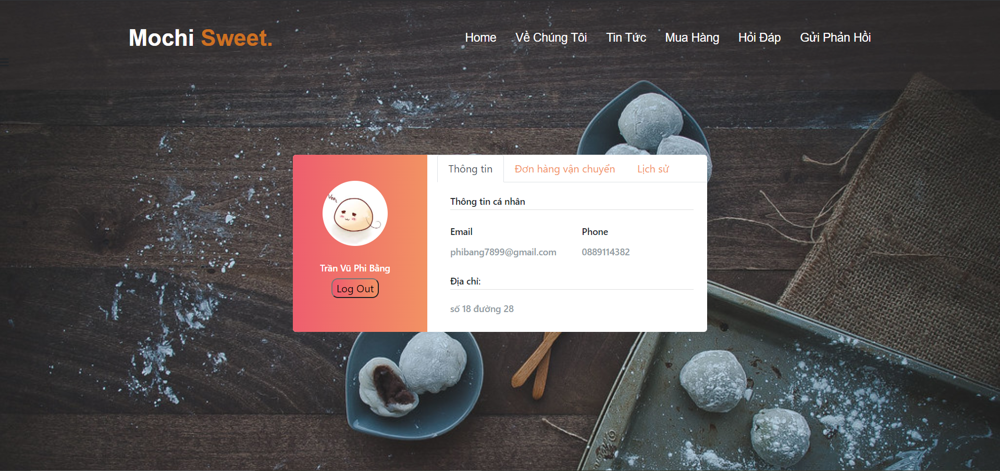 Mochi Sweet.
Home Về Chúng Tôi Tin Tức Mua Hàng Hỏi Đáp Gửi Phản Hồi
Thông tin Đơn hàng vận chuyển Lịch sử
Trần Vũ Phi Bằng
Log Out
Thông tin cá nhân
Email Phone
phibang7899@gmail.com 0889114382
Địa chỉ:
số 18 đường 28